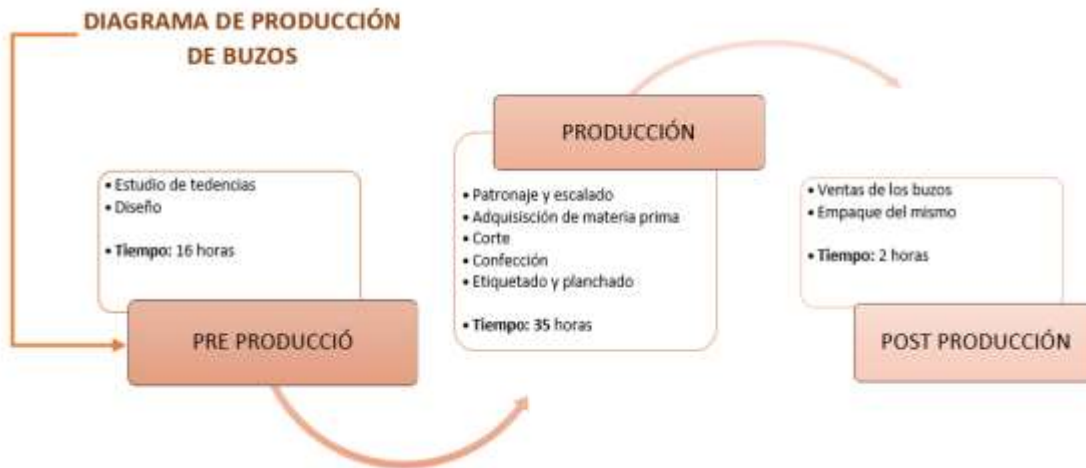 DIAGRAMA DE PRODUCCIÓN
DE BUZOS
• Estudio de tedencias
• Diseño
• Tiempo: 16 horas
PRE PRODUCCIÓ
PRODUCCIÓN
• Patronaje y escalado
• Adquisisción de materia prima
• Corte
• Confección
• Etiquetado y planchado
• Tiempo: 35 horas
• Ventas de los buzos
• Empaque del mismo
• Tiempo: 2 horas
POST PRODUCCIÓN